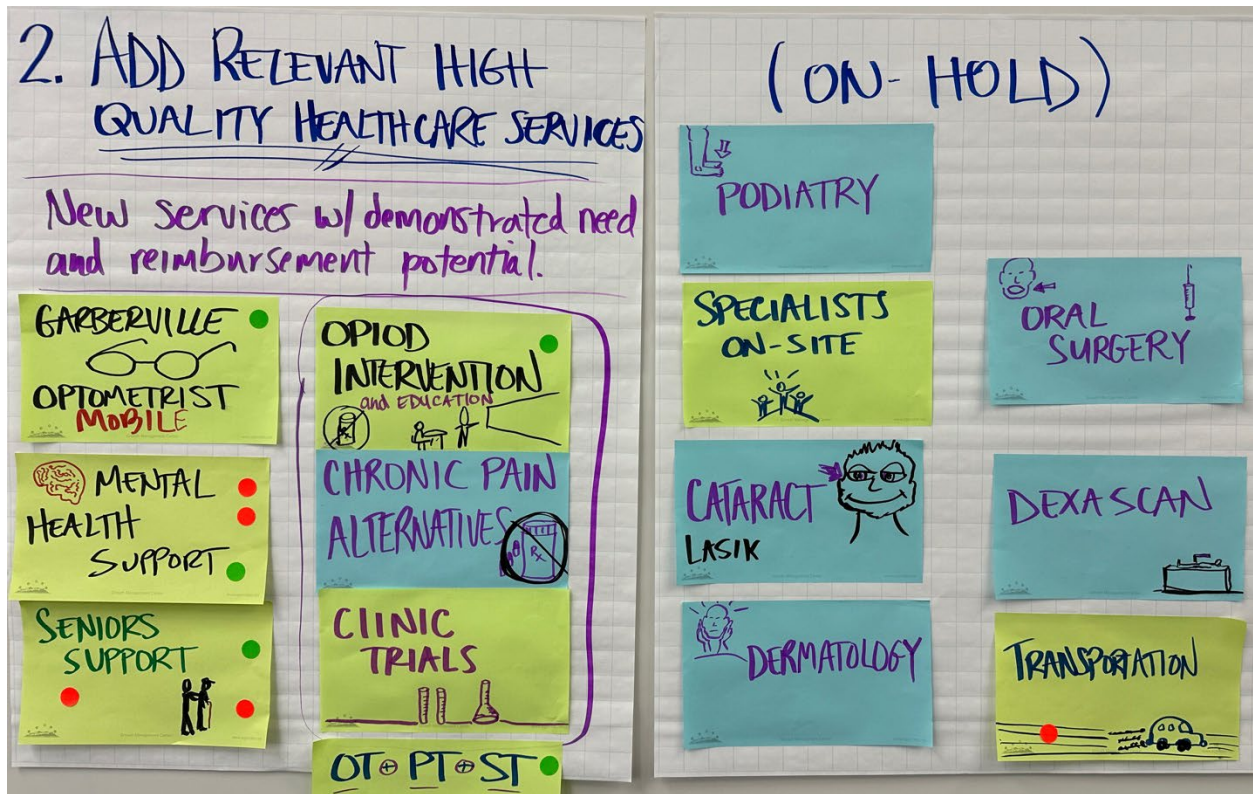 2. ADD RELEVANT HIGH
QUALITY HEALTHCARE SERVICES
New services w/ demonstrated need
and reimbursement potential.
GARBERVILLE
OPTOMETRIST
MOBILE
MENTAL
HEALTH
SUPPORT
SENIORS
SUPPORT
OPIOD
INTERVENTION
and EDUCATION
Rx
CHRONIC PAIN
ALTERNATIVES
Rx
CLINIC
TRIALS
OT + PT + ST
(ON-HOLD)
PODIATRY
SPECIALISTS
ON-SITE
CATARACT
LASIK
DERMATOLOGY
ORAL
SURGERY
DEXA SCAN
TRANSPORTATION